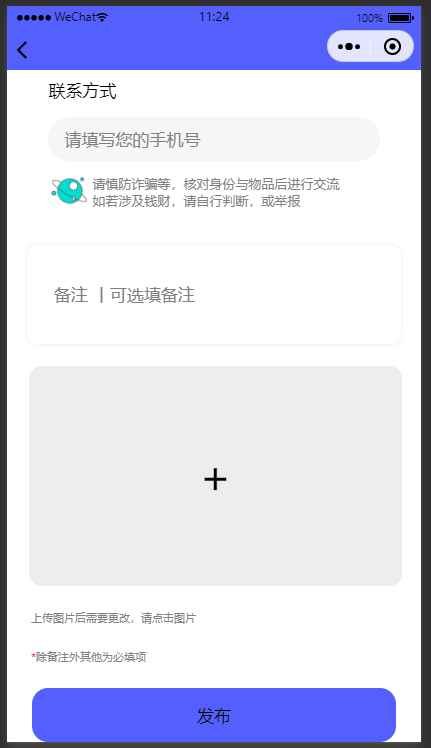 WeChat 11:24 100%
联系方式
请填写您的手机号
请慎防诈骗等，核对身份与物品后进行交流
如若涉及钱财，请自行判断，或举报
备注 丨可选填备注
上传图片后需要更改，请点击图片
*除备注外其他为必填项
发布